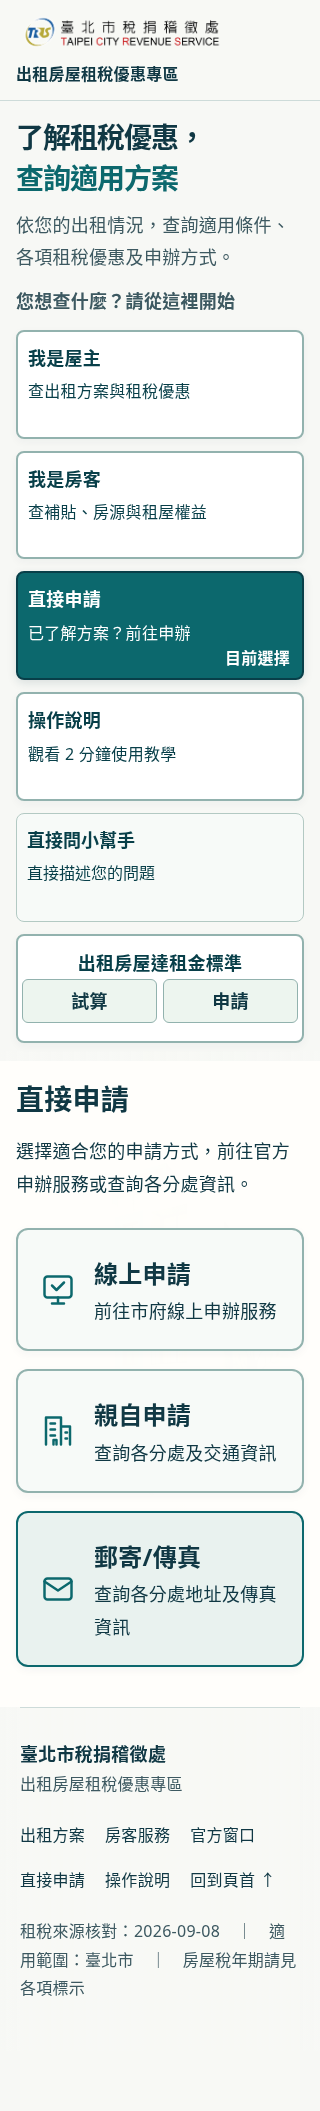 臺北市稅捐稽徵處
TAIPEI CITY REVENUE SERVICE
出租房屋租稅優惠專區
了解租稅優惠，
查詢適用方案
依您的出租情況，查詢適用條件、
各項租稅優惠及申辦方式。
您想查什麼？請從這裡開始
我是屋主
查出租方案與租稅優惠
我是房客
查補貼、房源與租屋權益
直接申請
已了解方案？前往申辦
目前選擇
操作說明
觀看 2 分鐘使用教學
直接問小幫手
直接描述您的問題
出租房屋達租金標準
試算 申請
直接申請
選擇適合您的申請方式，前往官方
申辦服務或查詢各分處資訊。
線上申請
前往市府線上申辦服務
親自申請
查詢各分處及交通資訊
郵寄/傳真
查詢各分處地址及傳真
資訊
臺北市稅捐稽徵處
出租房屋租稅優惠專區
出租方案 房客服務 官方窗口
直接申請 操作說明 回到頁首 ↑
租稅來源核對：2026-09-08 ｜ 適
用範圍：臺北市 ｜ 房屋稅年期請見
各項標示